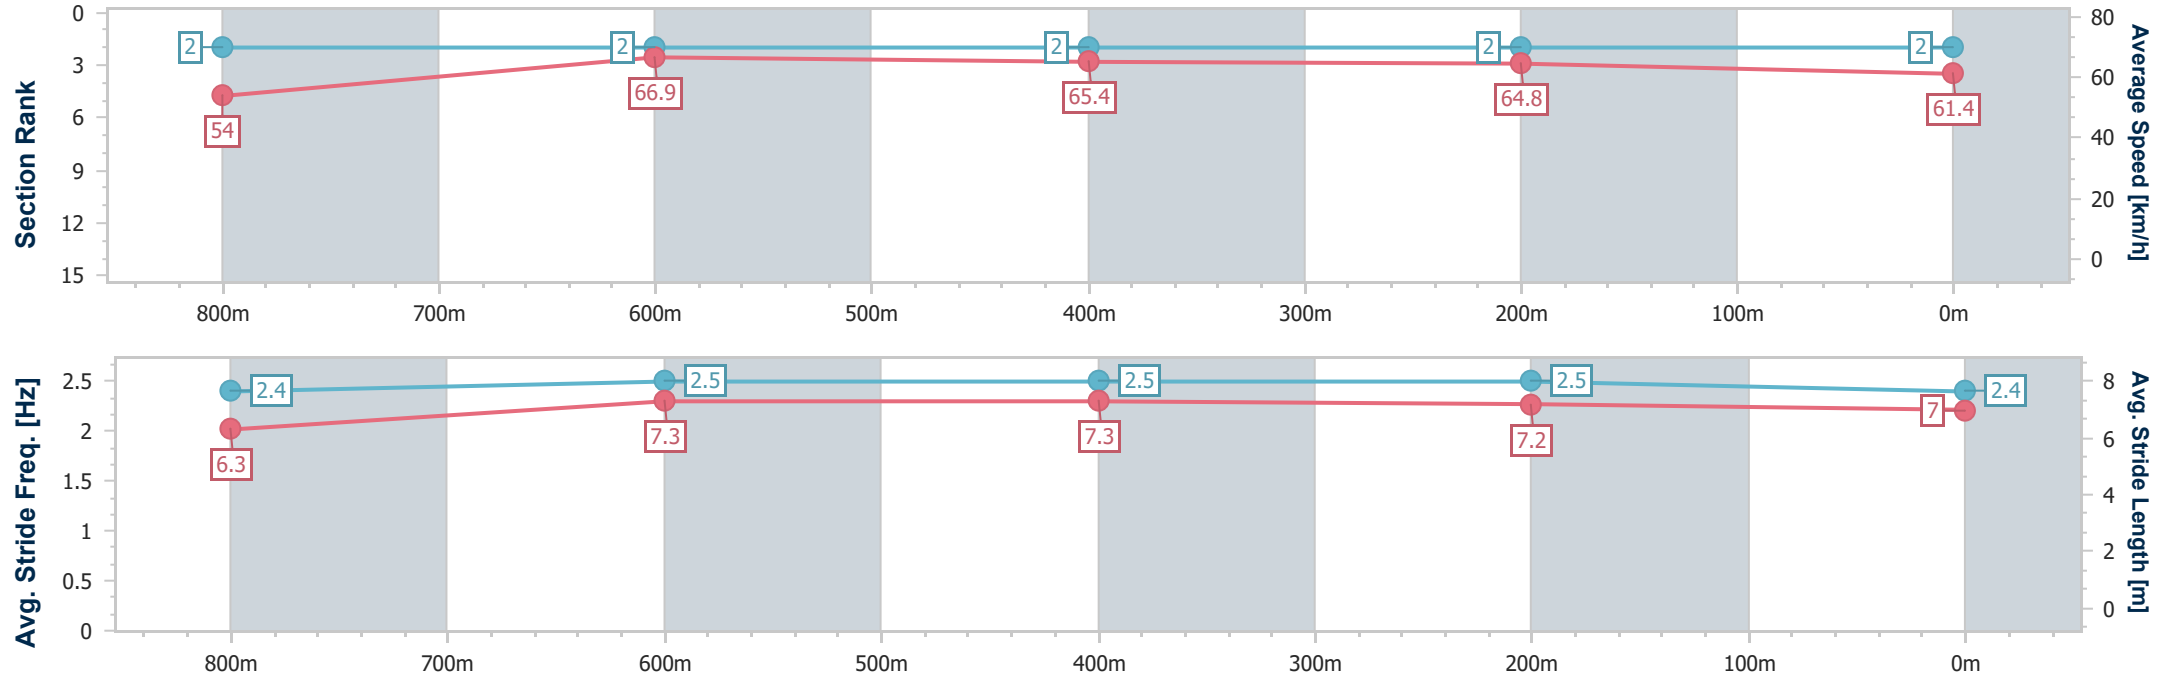 Section Rank
0
3
6
9
12
15
2
2
2
2
2
54
66.9
65.4
64.8
61.4
80
60
40
20
0
Average Speed [km/h]
800m
700m
600m
500m
400m
300m
200m
100m
0m
Avg. Stride Freq. [Hz]
2.5
2
1.5
1
0.5
0
2.4
2.5
2.5
2.5
2.4
6.3
7.3
7.3
7.2
7
8
6
4
2
0
Avg. Stride Length [m]
800m
700m
600m
500m
400m
300m
200m
100m
0m